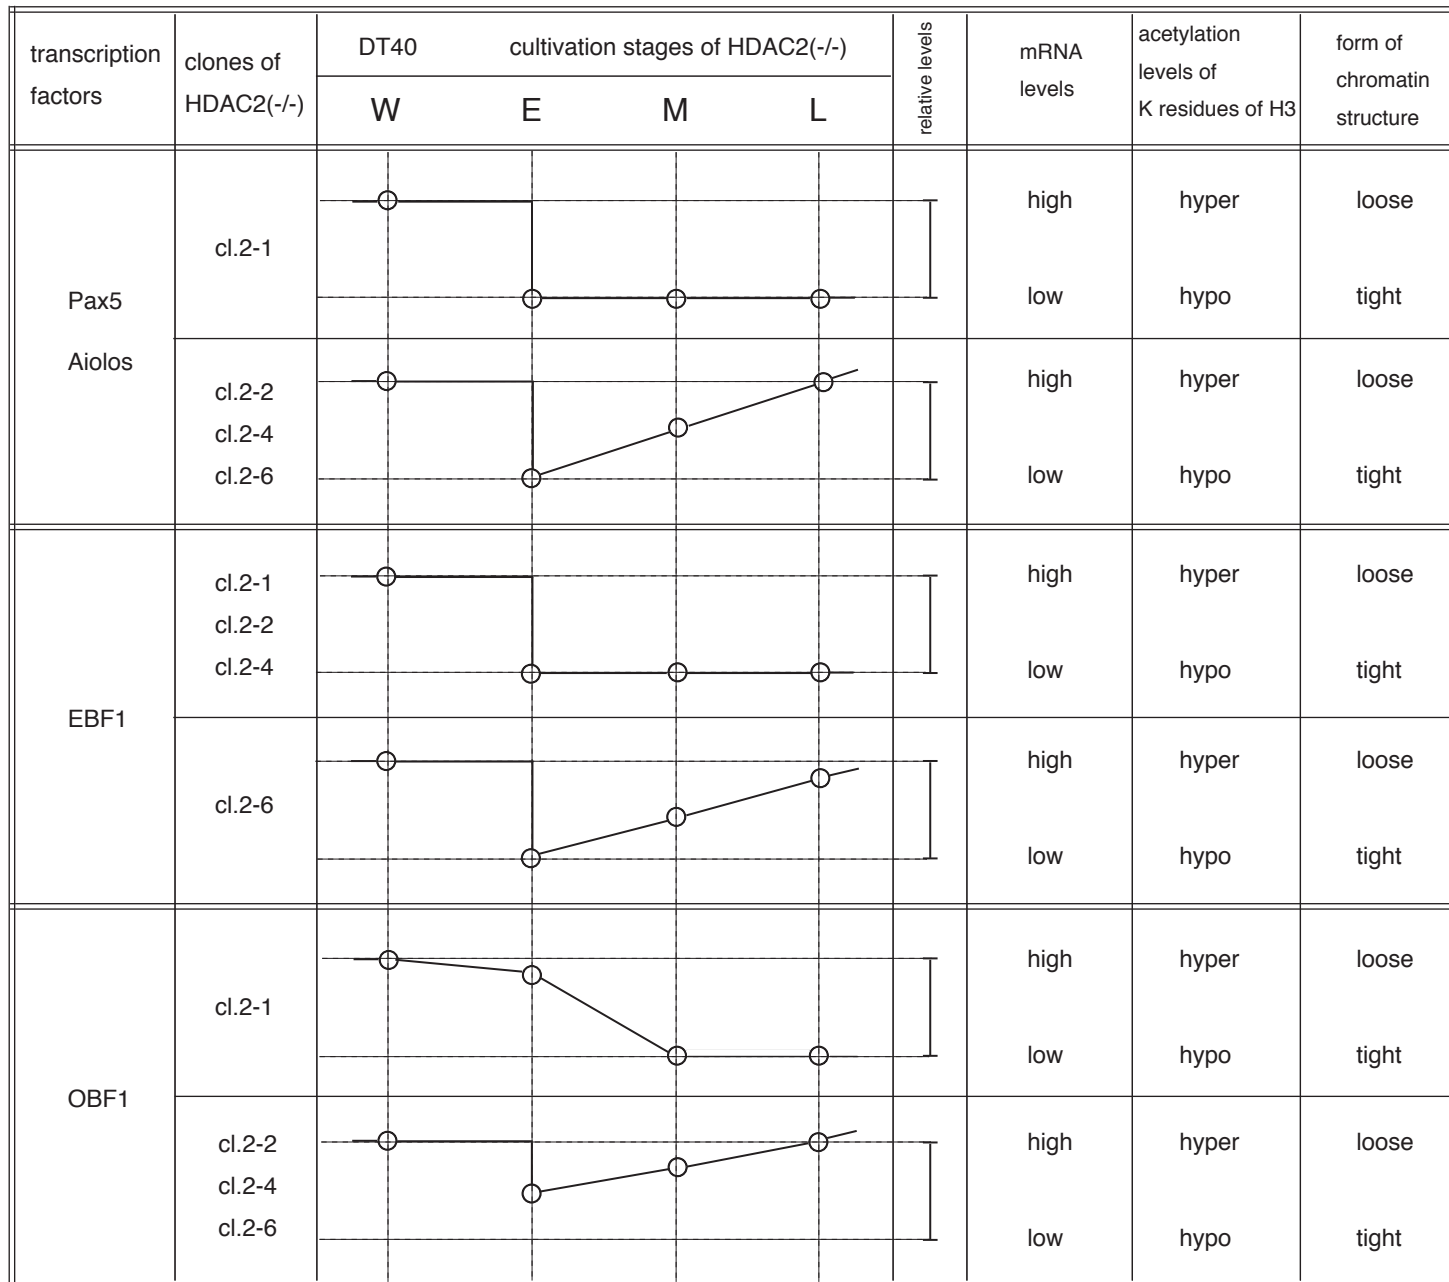 transcription
factors
clones of
HDAC2(-/-)
DT40
cultivation stages of HDAC2(-/-)
W E M L
relative levels
mRNA
levels
acetylation
levels of
K residues of H3
form of
chromatin
structure
Pax5
Aiolos
cl.2-1
high hyper loose
low hypo tight
cl.2-2
cl.2-4
cl.2-6
high hyper loose
low hypo tight
EBF1
cl.2-1
cl.2-2
cl.2-4
high hyper loose
low hypo tight
cl.2-6
high hyper loose
low hypo tight
OBF1
cl.2-1
high hyper loose
low hypo tight
cl.2-2
cl.2-4
cl.2-6
high hyper loose
low hypo tight